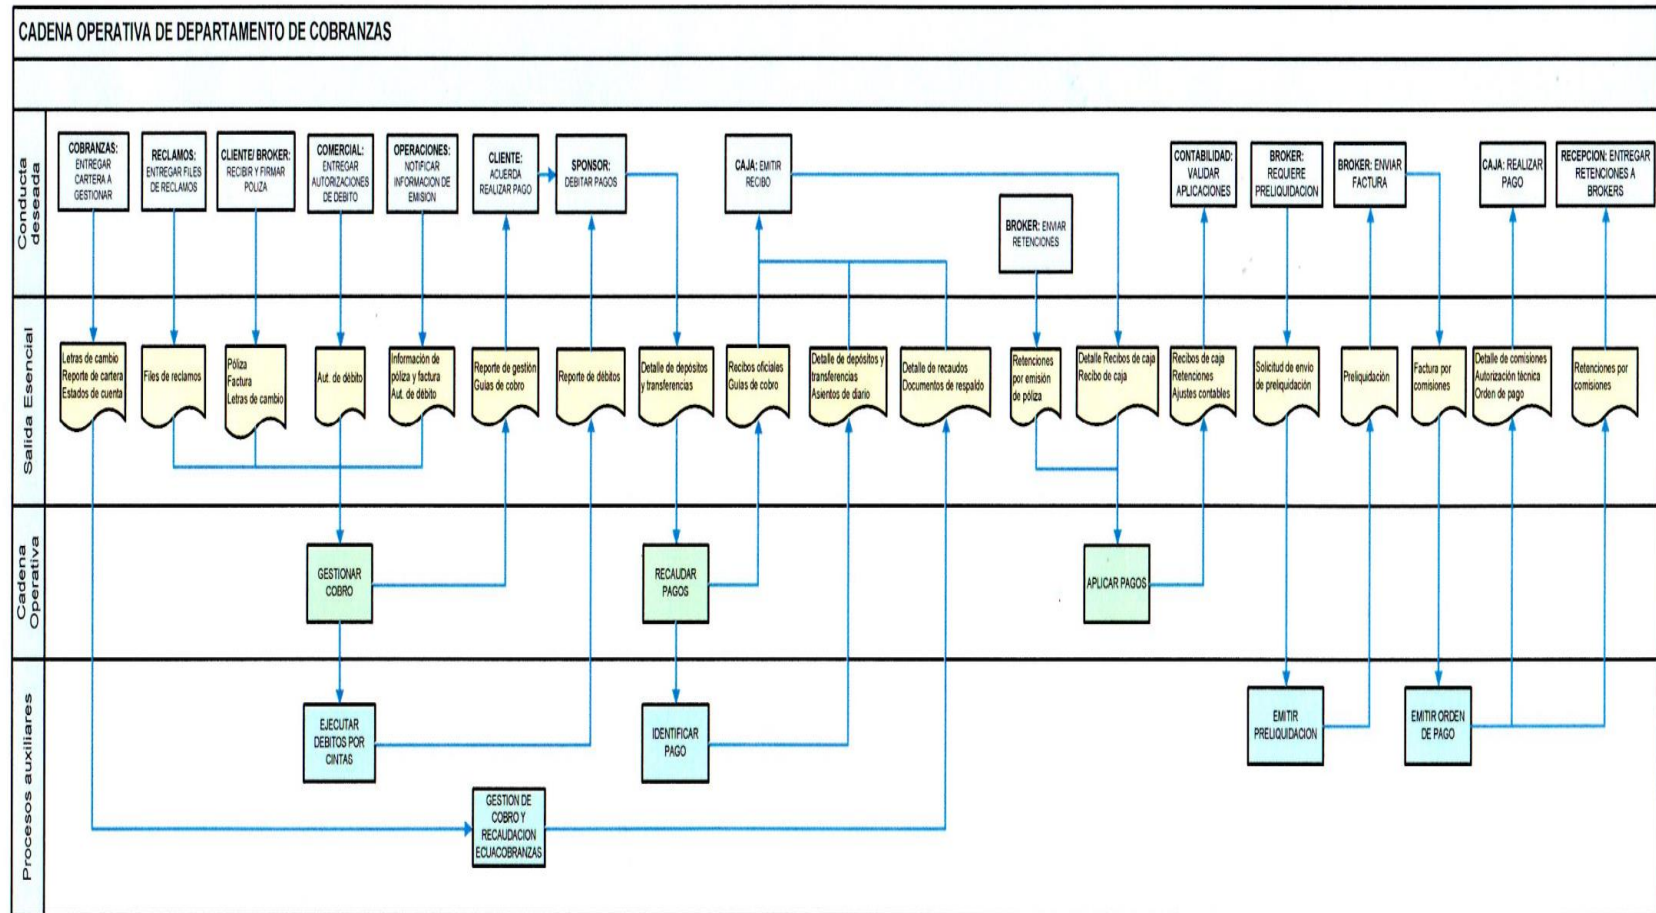 CADENA OPERATIVA DE DEPARTAMENTO DE COBRANZAS
Conducta
deseada
COBRANZAS:
ENTREGAR
CARTERA A
GESTIONAR
RECLAMOS:
ENTREGAR FILES
DE RECLAMOS
CLIENTE/ BROKER:
RECIBIR Y FIRMAR
POLIZA
COMERCIAL:
ENTREGAR
AUTORIZACIONES
DE DEBITO
OPERACIONES:
NOTIFICAR
INFORMACION DE
EMISION
CLIENTE:
ACUERDA
REALIZAR PAGO
SPONSOR:
DEBITAR PAGOS
CAJA: EMITIR
RECIBO
BROKER: ENVIAR
RETENCIONES
CONTABILIDAD:
VALIDAR
APLICACIONES
BROKER:
REQUIERE
PRELIQUIDACION
BROKER: ENVIAR
FACTURA
CAJA: REALIZAR
PAGO
RECEPCION: ENTREGAR
RETENCIONES A
BROKERS
Salida Esencial
Letras de cambio
Reporte de cartera
Estados de cuenta
Files de reclamos
Póliza
Factura
Letras de cambio
Aut. de débito
Información de
póliza y factura
Aut. de débito
Reporte de gestión
Guías de cobro
Reporte de débitos
Detalle de depósitos
y transferencias
Recibos oficiales
Guías de cobro
Detalle de depósitos y
transferencias
Asientos de diario
Detalle de recaudos
Documentos de respaldo
Retenciones
por emisión
de póliza
Detalle Recibos de caja
Recibo de caja
Recibos de caja
Retenciones
Ajustes contables
Solicitud de envio
de preliquidación
Preliquidación
Factura por
comisiones
Detalle de comisiones
Autorización técnica
Orden de pago
Retenciones por
comisiones
Cadena
Operativa
GESTIONAR
COBRO
RECAUDAR
PAGOS
APLICAR PAGOS
Procesos auxiliares
EJECUTAR
DEBITOS POR
CINTAS
IDENTIFICAR
PAGO
EMITIR
PRELIQUIDACION
EMITIR ORDEN
DE PAGO
GESTION DE
COBRO Y
RECAUDACION
ECUACOBRANZAS